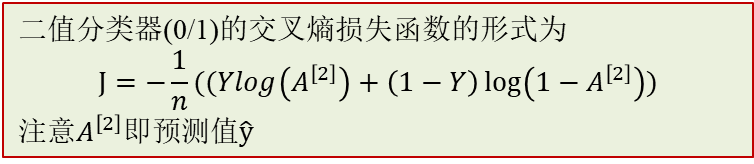 二值分类器(0/1)的交叉熵损失函数的形式为
J = −\frac{1}{n}((Ylog(A^{[2]}) + (1 − Y) log(1 − A^{[2]}))
注意A^{[2]}即预测值ŷ